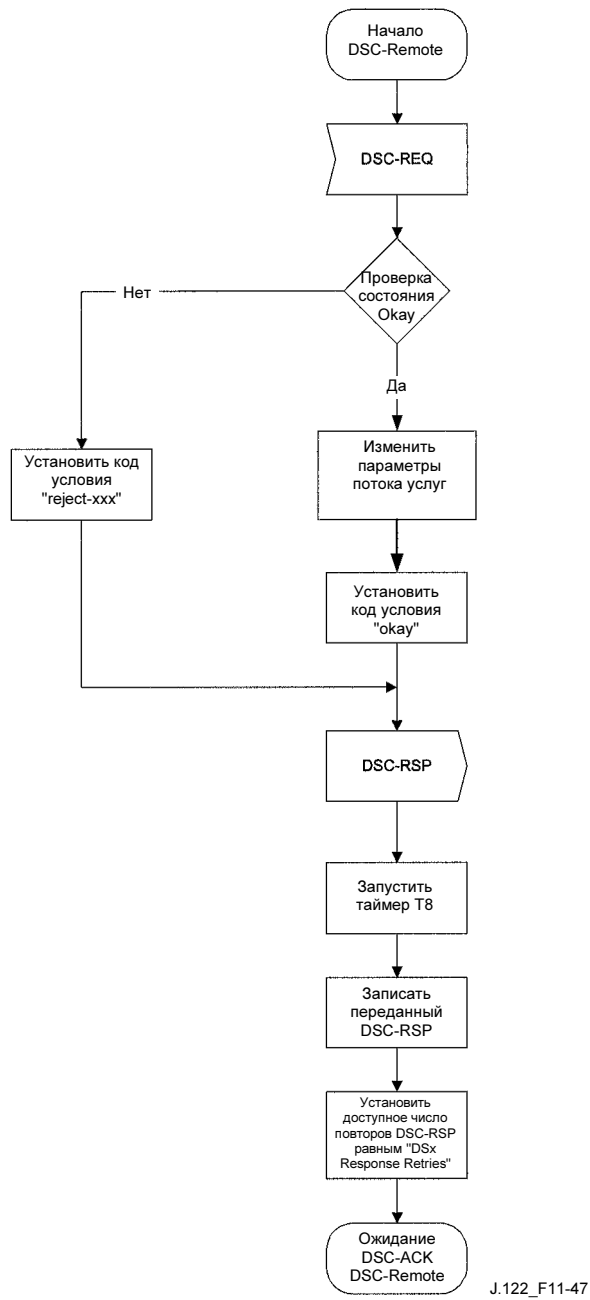 Начало
DSC-Remote
DSC-REQ
Проверка
состояния
Okay
Нет
Да
Установить код
условия
"reject-xxx"
Изменить
параметры
потока услуг
Установить
код условия
"okay"
DSC-RSP
Запустить
таймер T8
Записать
переданный
DSC-RSP
Установить
доступное число
повторов DSC-RSP
равным "DSx
Response Retries"
Ожидание
DSC-ACK
DSC-Remote
J.122_F11-47